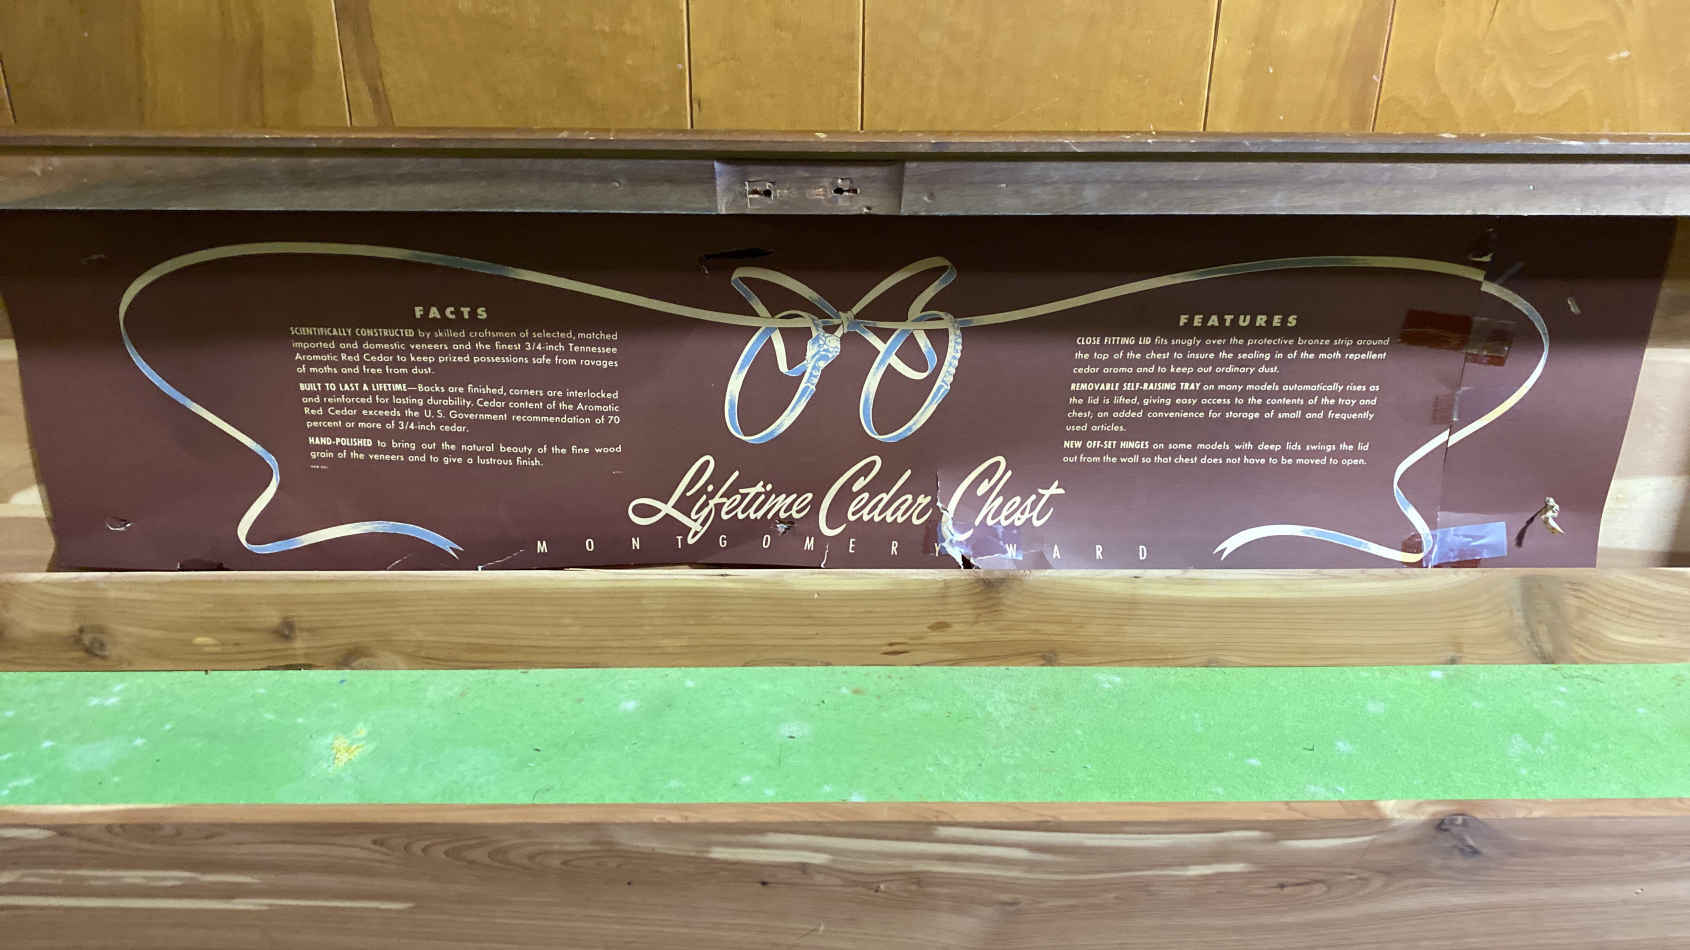 FACTS
SCIENTIFICALLY CONSTRUCTED by skilled craftsmen of selected, matched
imported and domestic veneers and the finest 3/4-inch Tennessee
Aromatic Red Cedar to keep prized possessions safe from ravages
of moths and free from dust.
BUILT TO LAST A LIFETIME—Backs are finished, corners are interlocked
and reinforced for lasting durability. Cedar content of the Aromatic
Red Cedar exceeds the U. S. Government recommendation of 70
percent or more of 3/4-inch cedar.
HAND-POLISHED to bring out the natural beauty of the fine wood
grain of the veneers and to give a lustrous finish.
FEATURES
CLOSE FITTING LID fits snugly over the protective bronze strip around
the top of the chest to insure the sealing in of the moth repellent
cedar aroma and to keep out ordinary dust.
REMOVABLE SELF-RAISING TRAY on many models automatically rises as
the lid is lifted, giving easy access to the contents of the tray and
chest; an added convenience for storage of small and frequently
used articles.
NEW OFF-SET HINGES on some models with deep lids swings the lid
out from the wall so that chest does not have to be moved to open.
Lifetime Cedar Chest
MONTGOMERY WARD